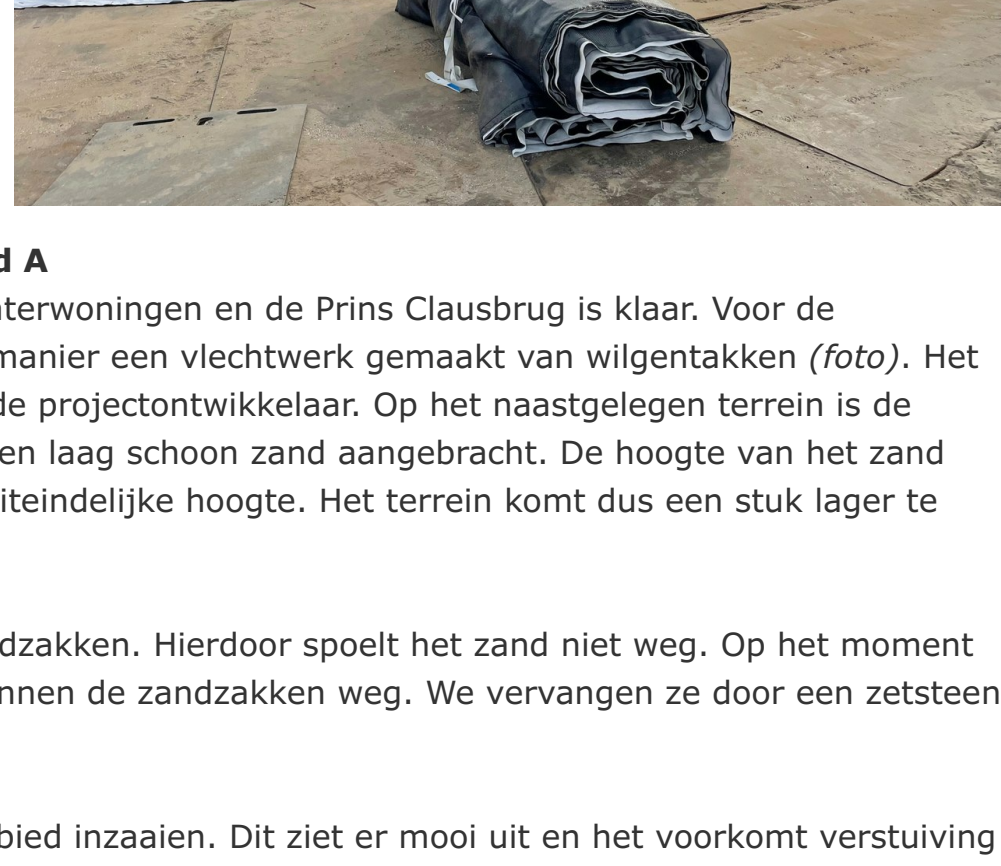 d A
nterwoningen en de Prins Clausbrug is klaar. Voor de
manier een vlechtwerk gemaakt van wilgentakken (foto). Het
de projectontwikkelaar. Op het naastgelegen terrein is de
en laag schoon zand aangebracht. De hoogte van het zand
iteindelijke hoogte. Het terrein komt dus een stuk lager te
dzakken. Hierdoor spoelt het zand niet weg. Op het moment
nnen de zandzakken weg. We vervangen ze door een zetsteen
bied inzaaien. Dit ziet er mooi uit en het voorkomt verstuiving